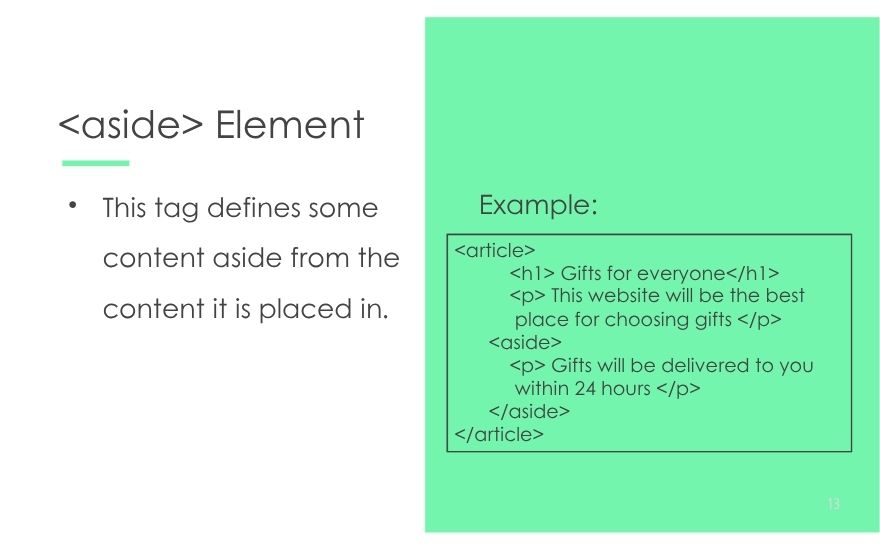 <aside> Element
• This tag defines some
content aside from the
content it is placed in.
Example:
<article>
<h1> Gifts for everyone</h1>
<p> This website will be the best
place for choosing gifts </p>
<aside>
<p> Gifts will be delivered to you
within 24 hours </p>
</aside>
</article>
13